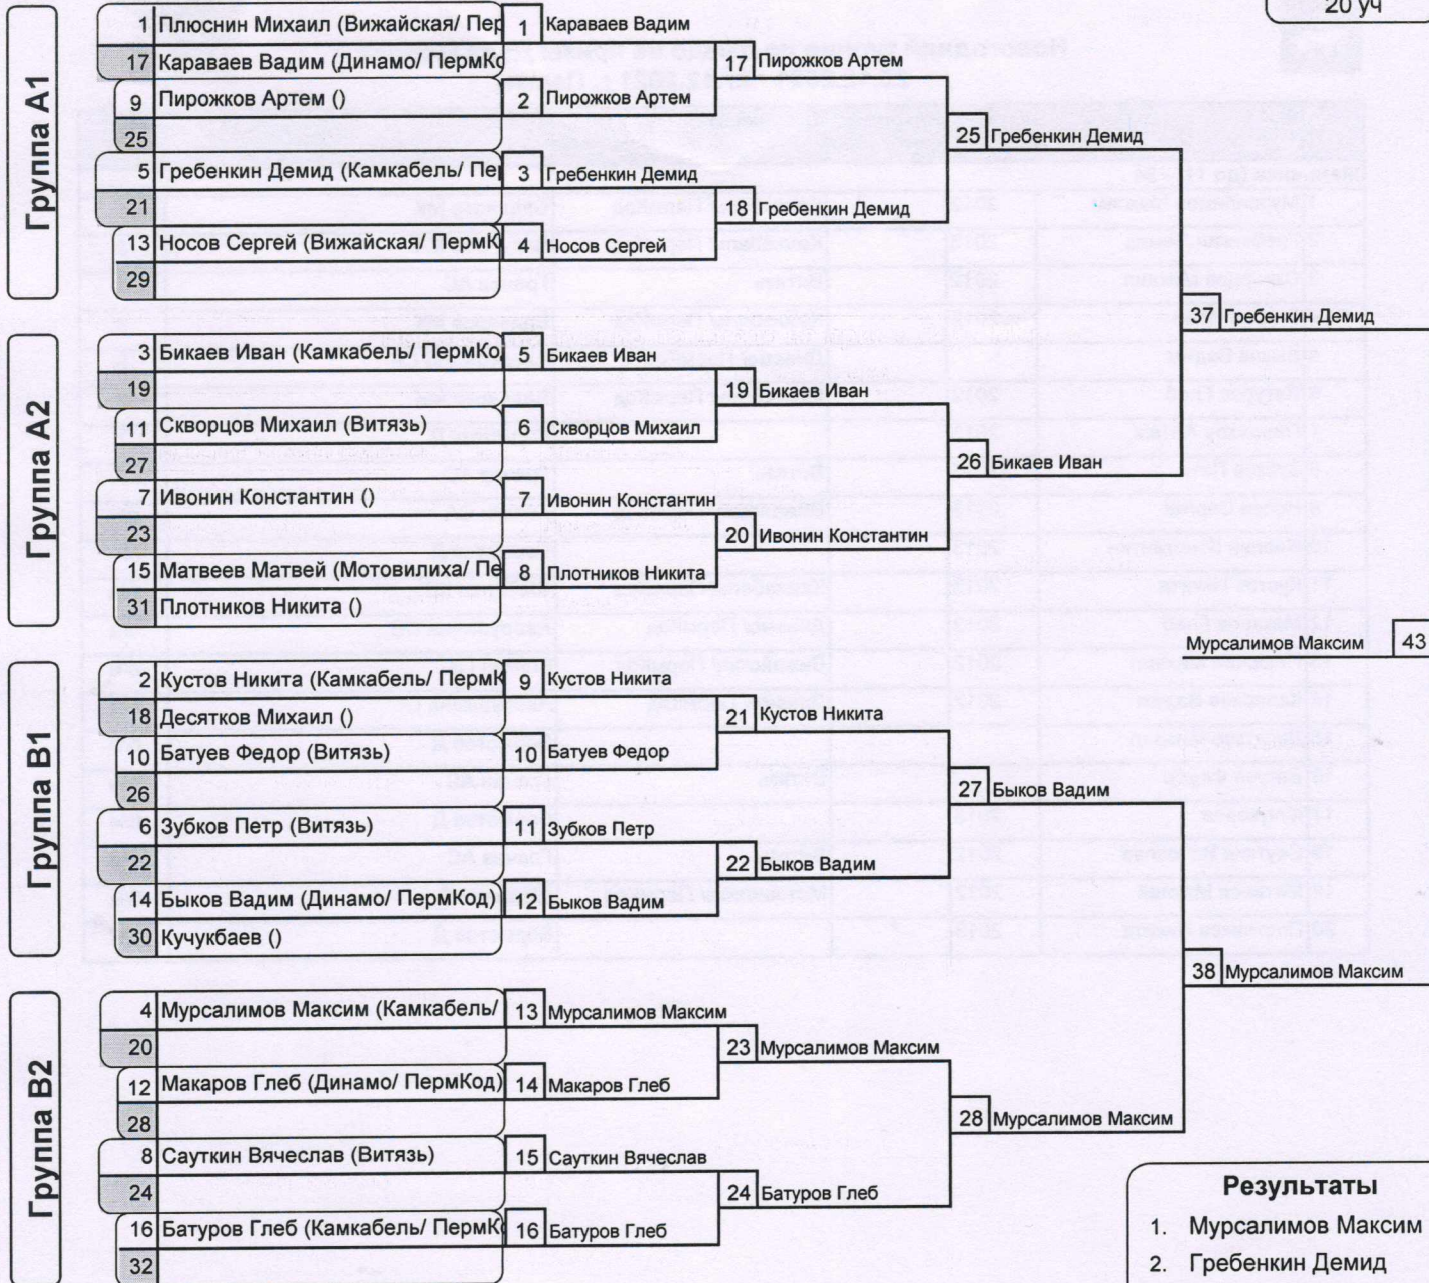 20 уч
Группа А1
1 Плюснин Михаил (Вижайская/ Пер
17 Караваев Вадим (Динамо/ ПермКо
9 Пирожков Артем ()
25
5 Гребенкин Демид (Камкабель/ Пер
21
13 Носов Сергей (Вижайская/ ПермК
29
1 Караваев Вадим
2 Пирожков Артем
3 Гребенкин Демид
4 Носов Сергей
17 Пирожков Артем
18 Гребенкин Демид
25 Гребенкин Демид
Группа А2
3 Бикаев Иван (Камкабель/ ПермКо
19
11 Скворцов Михаил (Витязь)
27
7 Ивонин Константин ()
23
15 Матвеев Матвей (Мотовилиха/ Пе
31 Плотников Никита ()
5 Бикаев Иван
6 Скворцов Михаил
7 Ивонин Константин
8 Плотников Никита
19 Бикаев Иван
20 Ивонин Константин
26 Бикаев Иван
37 Гребенкин Демид
Группа В1
2 Кустов Никита (Камкабель/ ПермК
18 Десятков Михаил ()
10 Батуев Федор (Витязь)
26
6 Зубков Петр (Витязь)
22
14 Быков Вадим (Динамо/ ПермКод)
30 Кучукбаев ()
9 Кустов Никита
10 Батуев Федор
11 Зубков Петр
12 Быков Вадим
21 Кустов Никита
22 Быков Вадим
27 Быков Вадим
Мурсалимов Максим 43
Группа В2
4 Мурсалимов Максим (Камкабель/
20
12 Макаров Глеб (Динамо/ ПермКод)
28
8 Сауткин Вячеслав (Витязь)
24
16 Батуров Глеб (Камкабель/ ПермКо
32
13 Мурсалимов Максим
14 Макаров Глеб
15 Сауткин Вячеслав
16 Батуров Глеб
23 Мурсалимов Максим
24 Батуров Глеб
28 Мурсалимов Максим
38 Мурсалимов Максим
Результаты
1. Мурсалимов Максим
2. Гребенкин Демид